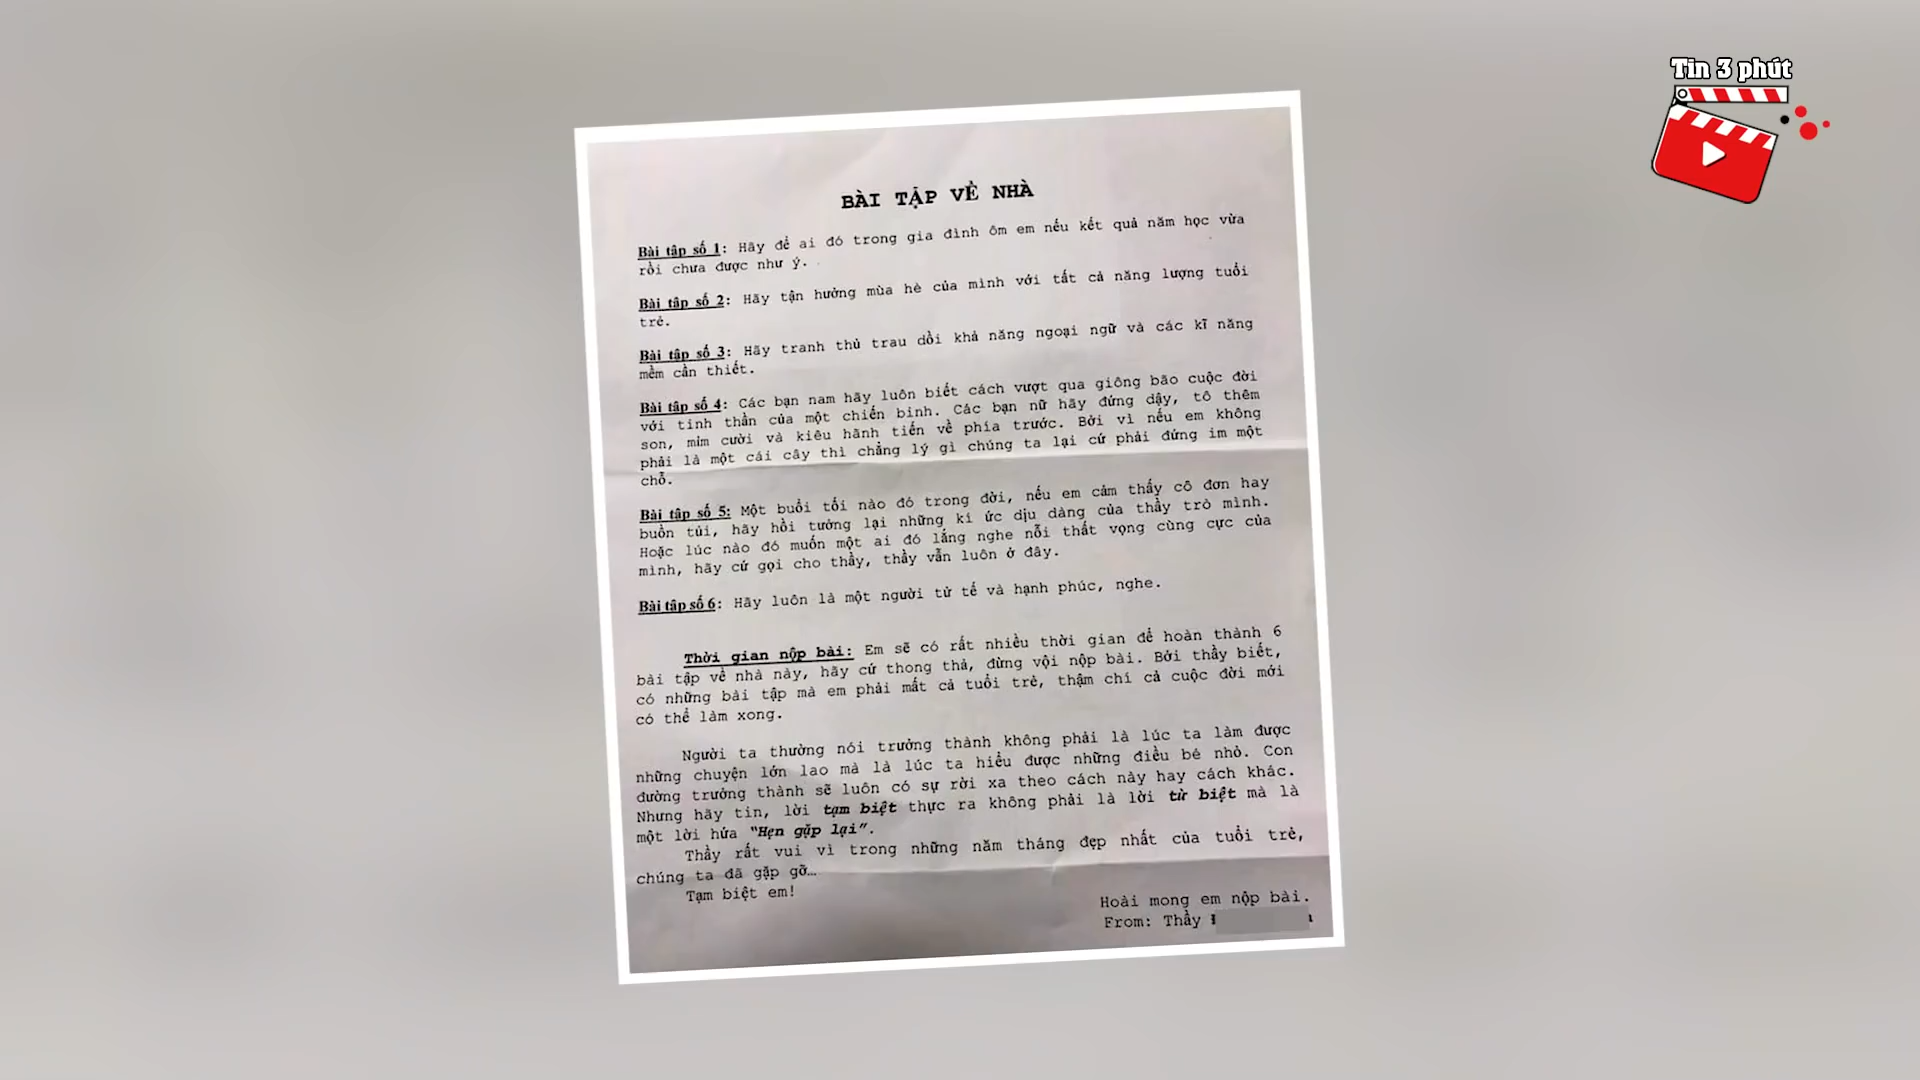 Tin 3 phút
BÀI TẬP VỀ NHÀ
Bài tập số 1: Hãy để ai đó trong gia đình ôm em nếu kết quả năm học vừa
rồi chưa được như ý.
Bài tập số 2: Hãy tận hưởng mùa hè của mình với tất cả năng lượng tuổi
trẻ.
Bài tập số 3: Hãy tranh thủ trau dồi khả năng ngoại ngữ và các kĩ năng
mềm cần thiết.
Bài tập số 4: Các bạn nam hãy luôn biết cách vượt qua giông bão cuộc đời
với tinh thần của một chiến binh. Các bạn nữ hãy đứng dậy, tô thêm
son, mỉm cười và kiêu hãnh tiến về phía trước. Bởi vì nếu em không
phải là một cái cây thì chẳng lý gì chúng ta lại cứ phải đứng im một
chỗ.
Bài tập số 5: Một buổi tối nào đó trong đời, nếu em cảm thấy cô đơn hay
buồn tủi, hãy hồi tưởng lại những kí ức dịu dàng của thầy trò mình.
Hoặc lúc nào đó muốn một ai đó lắng nghe nỗi thất vọng cùng cực của
mình, hãy cứ gọi cho thầy, thầy vẫn luôn ở đây.
Bài tập số 6: Hãy luôn là một người tử tế và hạnh phúc, nghe.
Thời gian nộp bài: Em sẽ có rất nhiều thời gian để hoàn thành 6
bài tập về nhà này, hãy cứ thong thả, đừng vội nộp bài. Bởi thầy biết,
có những bài tập mà em phải mất cả tuổi trẻ, thậm chí cả cuộc đời mới
có thể làm xong.
Người ta thường nói trưởng thành không phải là lúc ta làm được
những chuyện lớn lao mà là lúc ta hiểu được những điều bé nhỏ. Con
đường trưởng thành sẽ luôn có sự rời xa theo cách này hay cách khác.
Nhưng hãy tin, lời tạm biệt thực ra không phải là lời từ biệt mà là
một lời hứa "Hẹn gặp lại".
Thầy rất vui vì trong những năm tháng đẹp nhất của tuổi trẻ,
chúng ta đã gặp gỡ…
Tạm biệt em!
Hoài mong em nộp bài.
From: Thầy